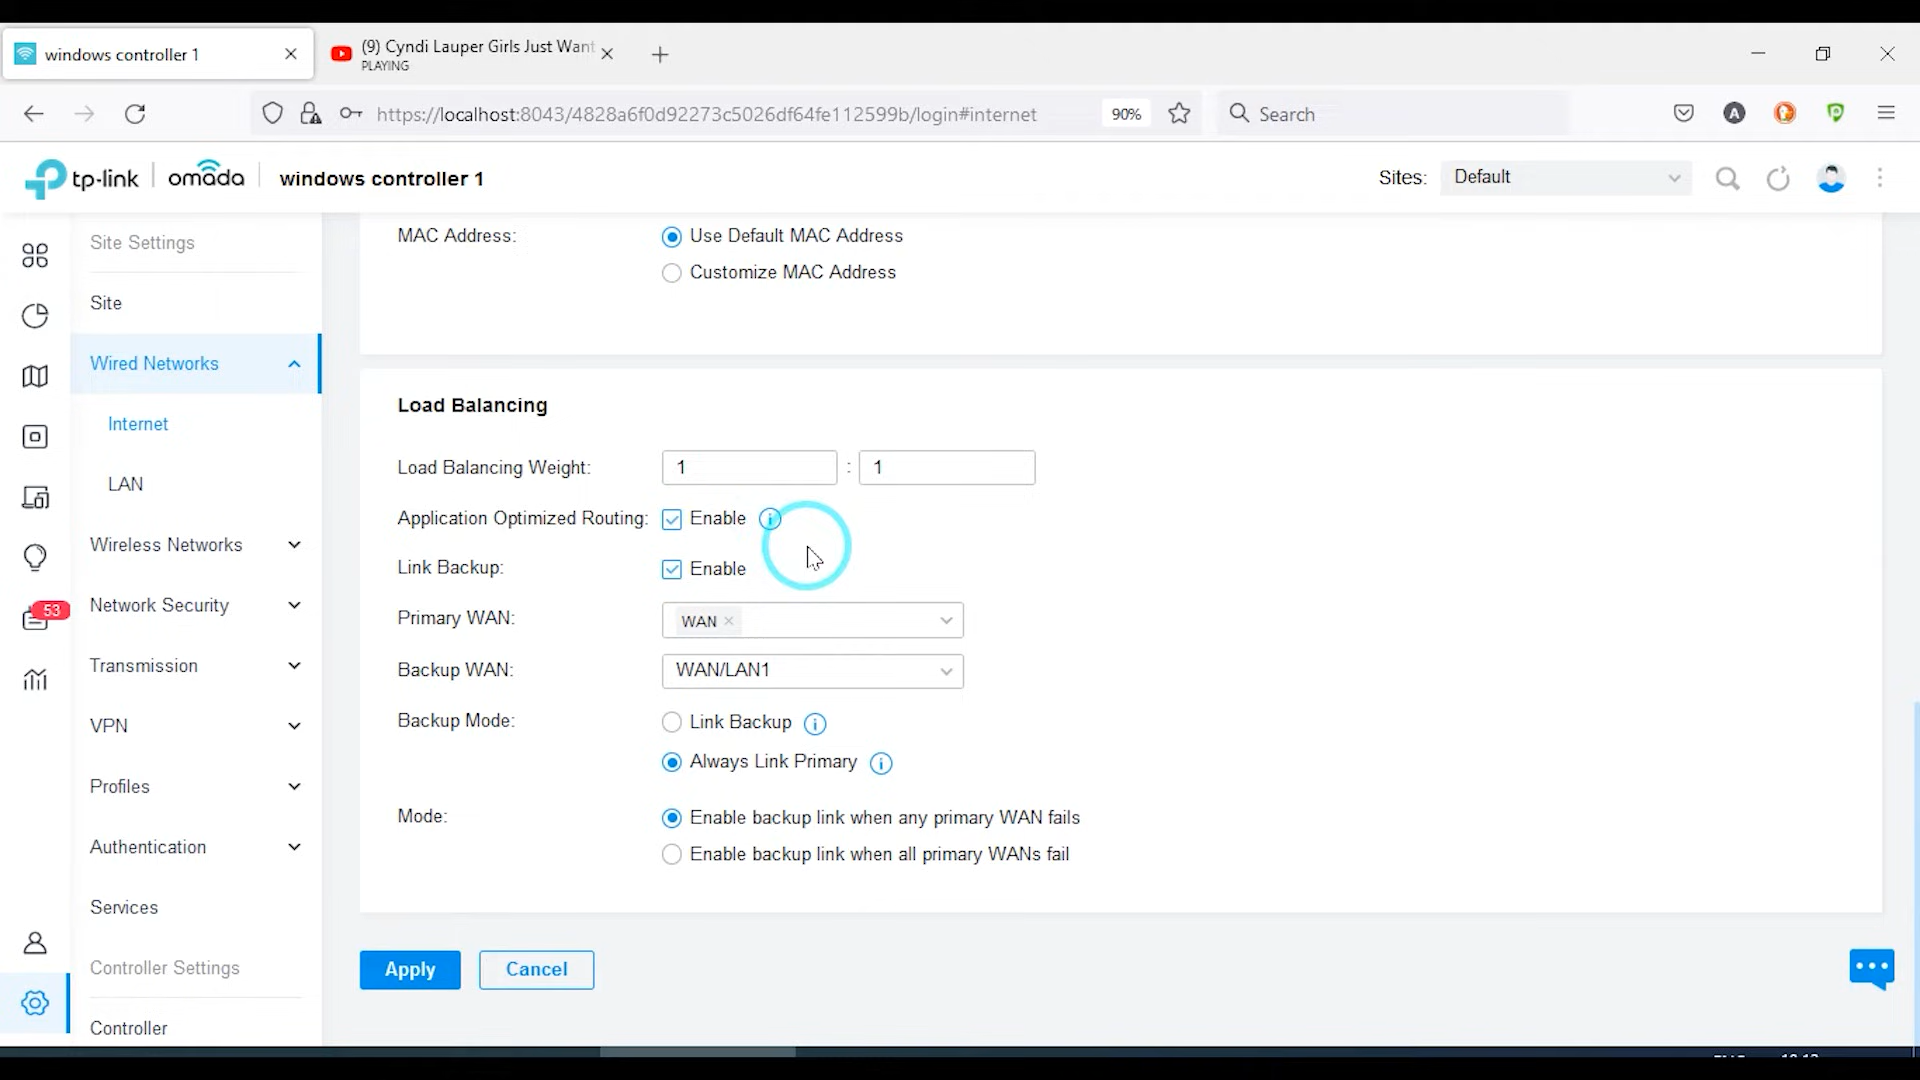 windows controller 1
(9) Cyndi Lauper Girls Just Want
PLAYING
https://localhost:8043/4828a6f0d92273c5026df64fe112599b/login#internet
90%
Search
A
tp-link
omada
windows controller 1
Sites:
Default
Site Settings
Site
Wired Networks
Internet
LAN
Wireless Networks
53
Network Security
Transmission
VPN
Profiles
Authentication
Services
Controller Settings
Controller
MAC Address:
Use Default MAC Address
Customize MAC Address
Load Balancing
Load Balancing Weight:
1 : 1
Application Optimized Routing:
Enable
Link Backup:
Enable
Primary WAN:
WAN
Backup WAN:
WAN/LAN1
Backup Mode:
Link Backup
Always Link Primary
Mode:
Enable backup link when any primary WAN fails
Enable backup link when all primary WANs fail
Apply
Cancel